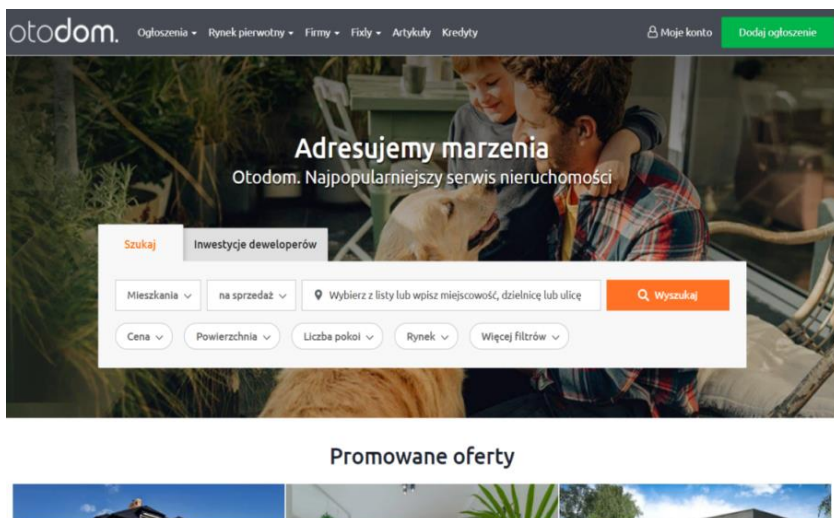 otodom.
Ogłoszenia Rynek pierwotny Firmy Fixly Artykuły Kredyty Moje konto Dodaj ogłoszenie
Adresujemy marzenia
Otodom. Najpopularniejszy serwis nieruchomości
Szukaj Inwestycje deweloperów
Mieszkania na sprzedaż Wybierz z listy lub wpisz miejscowość, dzielnicę lub ulicę Wyszukaj
Cena Powierzchnia Liczba pokoi Rynek Więcej filtrów
Promowane oferty